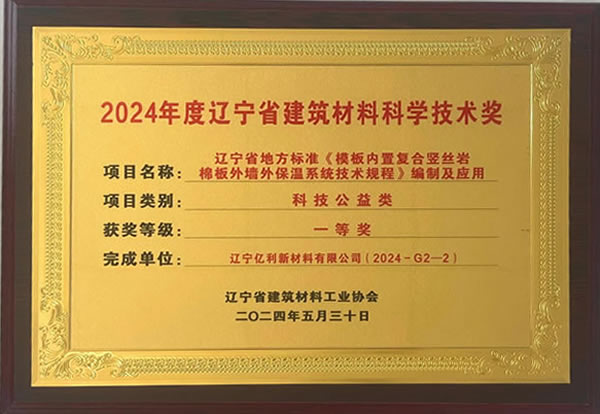 2024年度辽宁省建筑材料科学技术奖
辽宁省地方标准《模板内置复合竖丝岩
项目名称: 棉板外墙外保温系统技术规程》编制及应用
项目类别: 科技公益类
获奖等级: 一等奖
完成单位: 辽宁亿利新材料有限公司(2024-G2—2)
辽宁省建筑材料工业协会
二〇二四年五月三十日